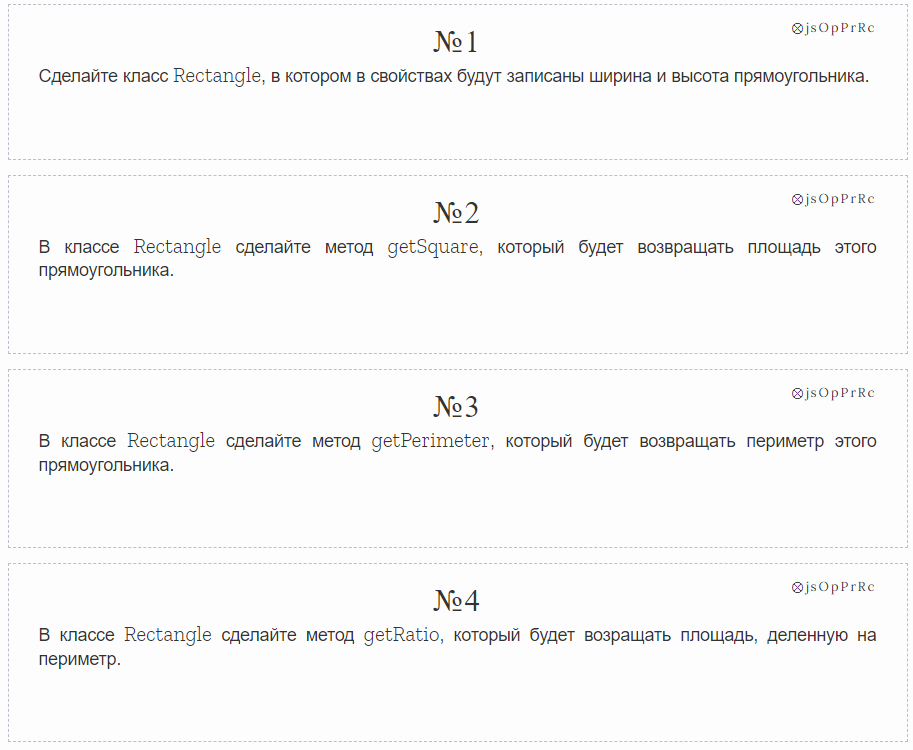 ⊗jsOpPrRc
№1
Сделайте класс Rectangle, в котором в свойствах будут записаны ширина и высота прямоугольника.
⊗jsOpPrRc
№2
В классе Rectangle сделайте метод getSquare, который будет возвращать площадь этого
прямоугольника.
⊗jsOpPrRc
№3
В классе Rectangle сделайте метод getPerimeter, который будет возвращать периметр этого
прямоугольника.
⊗jsOpPrRc
№4
В классе Rectangle сделайте метод getRatio, который будет возращать площадь, деленную на
периметр.